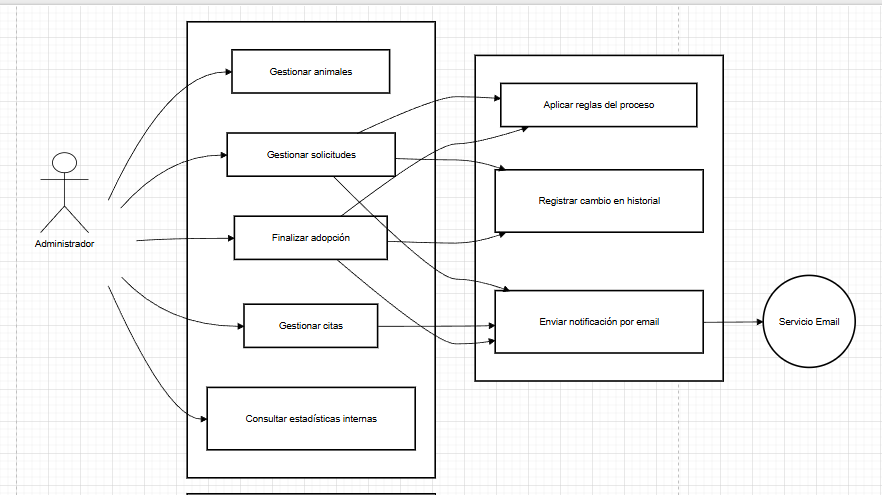 Gestionar animales
Gestionar solicitudes
Finalizar adopción
Gestionar citas
Consultar estadísticas internas
Administrador
Aplicar reglas del proceso
Registrar cambio en historial
Enviar notificación por email
Servicio Email